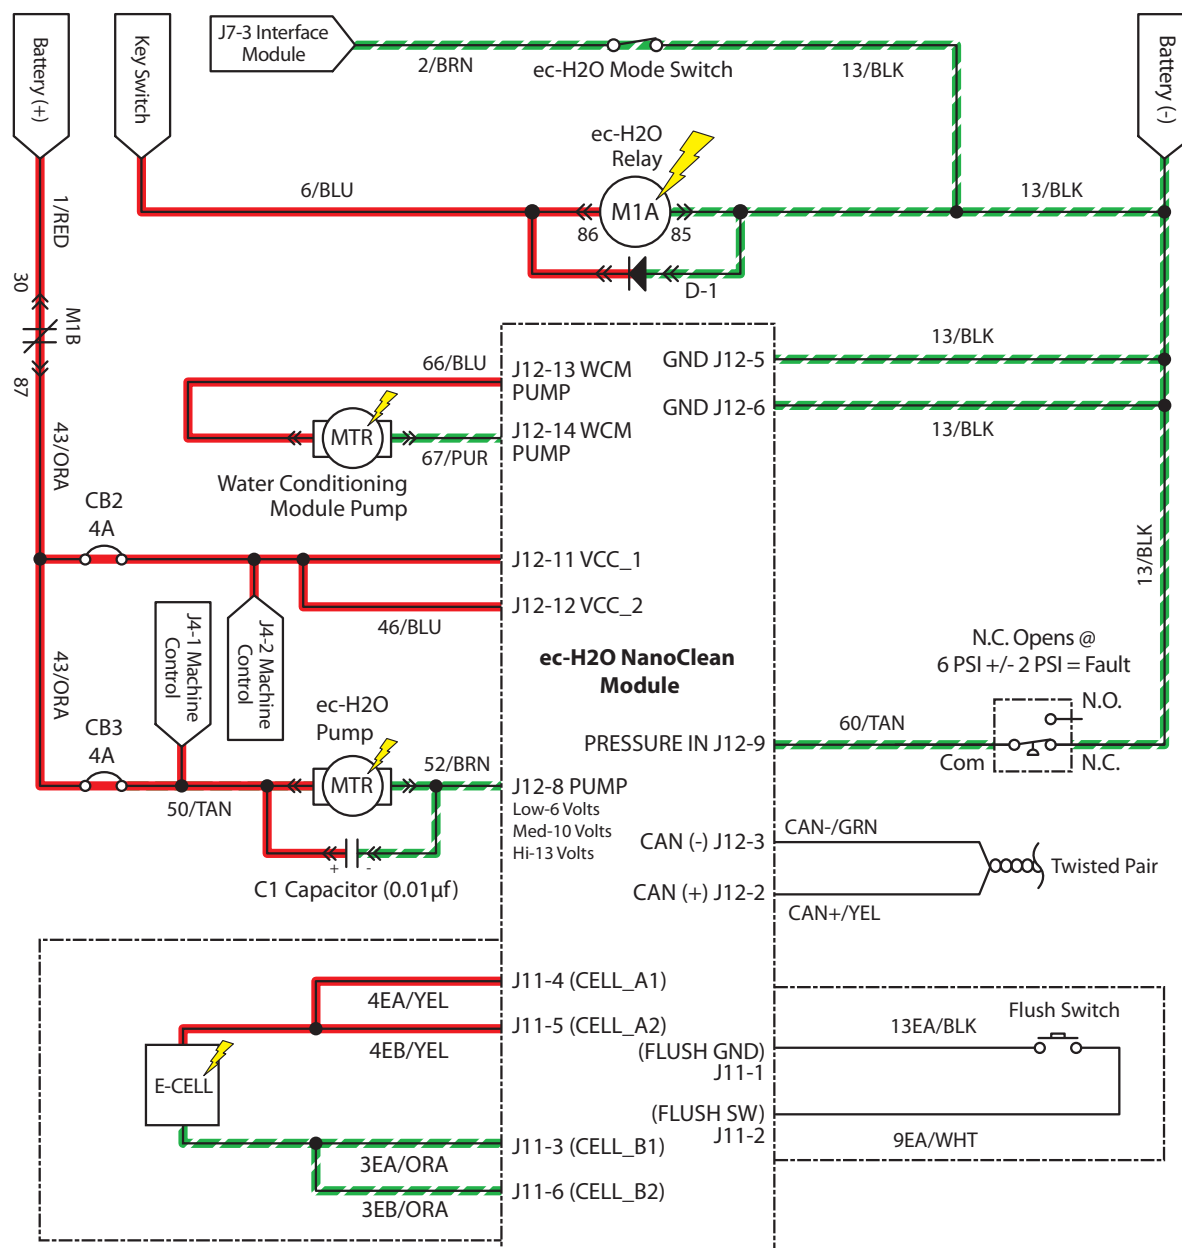 Battery (+)
Key Switch
J7-3 Interface
Module
2/BRN
ec-H2O Mode Switch
13/BLK
Battery (-)
ec-H2O
Relay
1/RED
6/BLU
M1A
13/BLK
86
85
D-1
30
M1B
87
66/BLU
J12-13 WCM
PUMP
GND J12-5
13/BLK
GND J12-6
13/BLK
MTR
J12-14 WCM
PUMP
67/PUR
Water Conditioning
Module Pump
43/ORA
CB2
4A
J12-11 VCC_1
J12-12 VCC_2
46/BLU
13/BLK
J4-1 Machine
Control
J4-2 Machine
Control
ec-H2O NanoClean
Module
N.C. Opens @
6 PSI +/- 2 PSI = Fault
43/ORA
CB3
4A
ec-H2O
Pump
N.O.
60/TAN
PRESSURE IN J12-9
Com
N.C.
52/BRN
MTR
50/TAN
J12-8 PUMP
Low-6 Volts
Med-10 Volts
Hi-13 Volts
+
-
C1 Capacitor (0.01µf)
CAN (-) J12-3
CAN-/GRN
Twisted Pair
CAN (+) J12-2
CAN+/YEL
J11-4 (CELL_A1)
4EA/YEL
J11-5 (CELL_A2)
4EB/YEL
E-CELL
(FLUSH GND)
J11-1
13EA/BLK
Flush Switch
(FLUSH SW)
J11-2
9EA/WHT
J11-3 (CELL_B1)
3EA/ORA
J11-6 (CELL_B2)
3EB/ORA